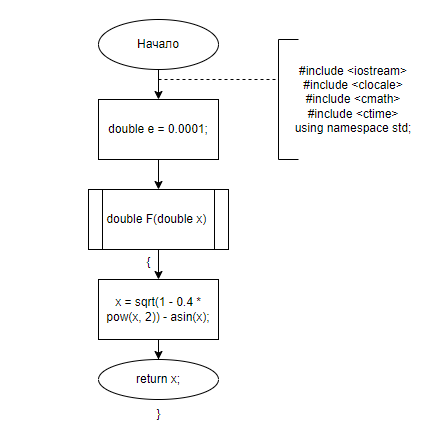 Начало
#include <iostream>
#include <clocale>
#include <cmath>
#include <ctime>
using namespace std;
double e = 0.0001;
double F(double x)
{
x = sqrt(1 - 0.4 *
pow(x, 2)) - asin(x);
return x;
}